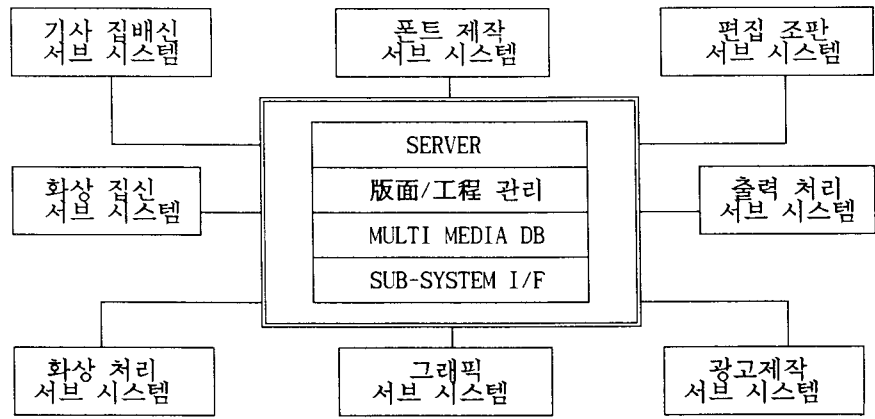 기사 집배신
서브 시스템
폰트 제작
서브 시스템
편집 조판
서브 시스템
SERVER
版面/工程 관리
MULTI MEDIA DB
SUB-SYSTEM I/F
화상 집신
서브 시스템
출력 처리
서브 시스템
화상 처리
서브 시스템
그래픽
서브 시스템
광고제작
서브 시스템